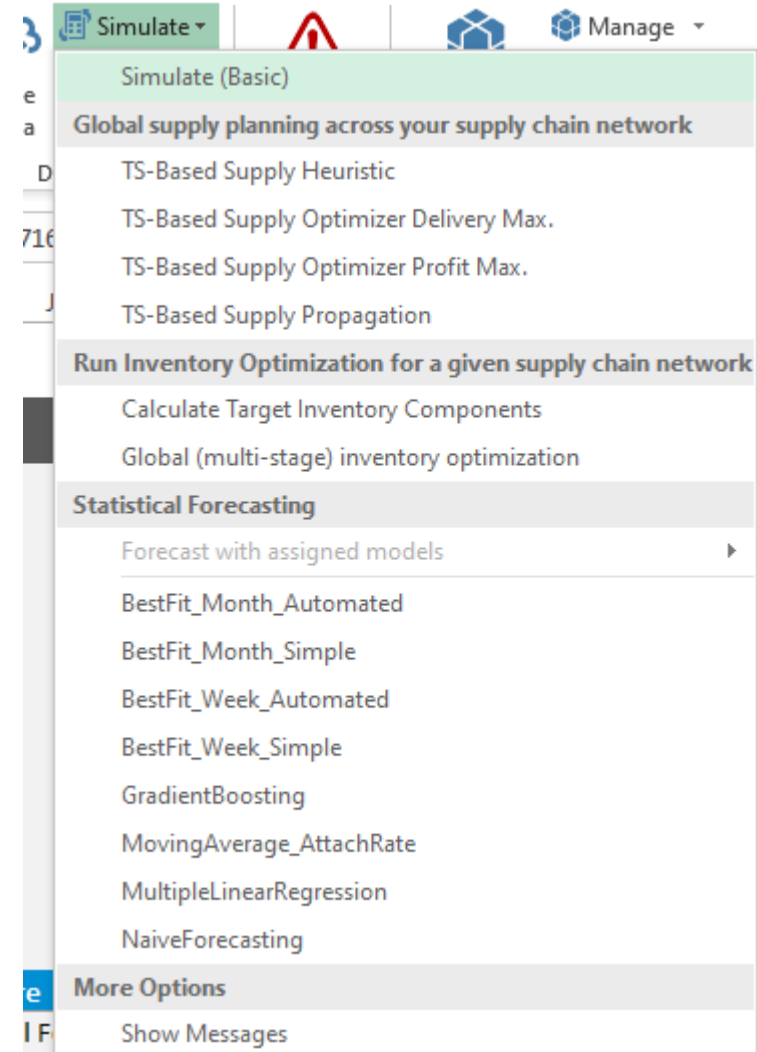 Simulate
Manage
e
Simulate (Basic)
a
Global supply planning across your supply chain network
D
TS-Based Supply Heuristic
716
TS-Based Supply Optimizer Delivery Max.
TS-Based Supply Optimizer Profit Max.
J
TS-Based Supply Propagation
Run Inventory Optimization for a given supply chain network
Calculate Target Inventory Components
Global (multi-stage) inventory optimization
Statistical Forecasting
Forecast with assigned models
BestFit_Month_Automated
BestFit_Month_Simple
BestFit_Week_Automated
BestFit_Week_Simple
GradientBoosting
MovingAverage_AttachRate
MultipleLinearRegression
NaiveForecasting
re
More Options
l F
Show Messages